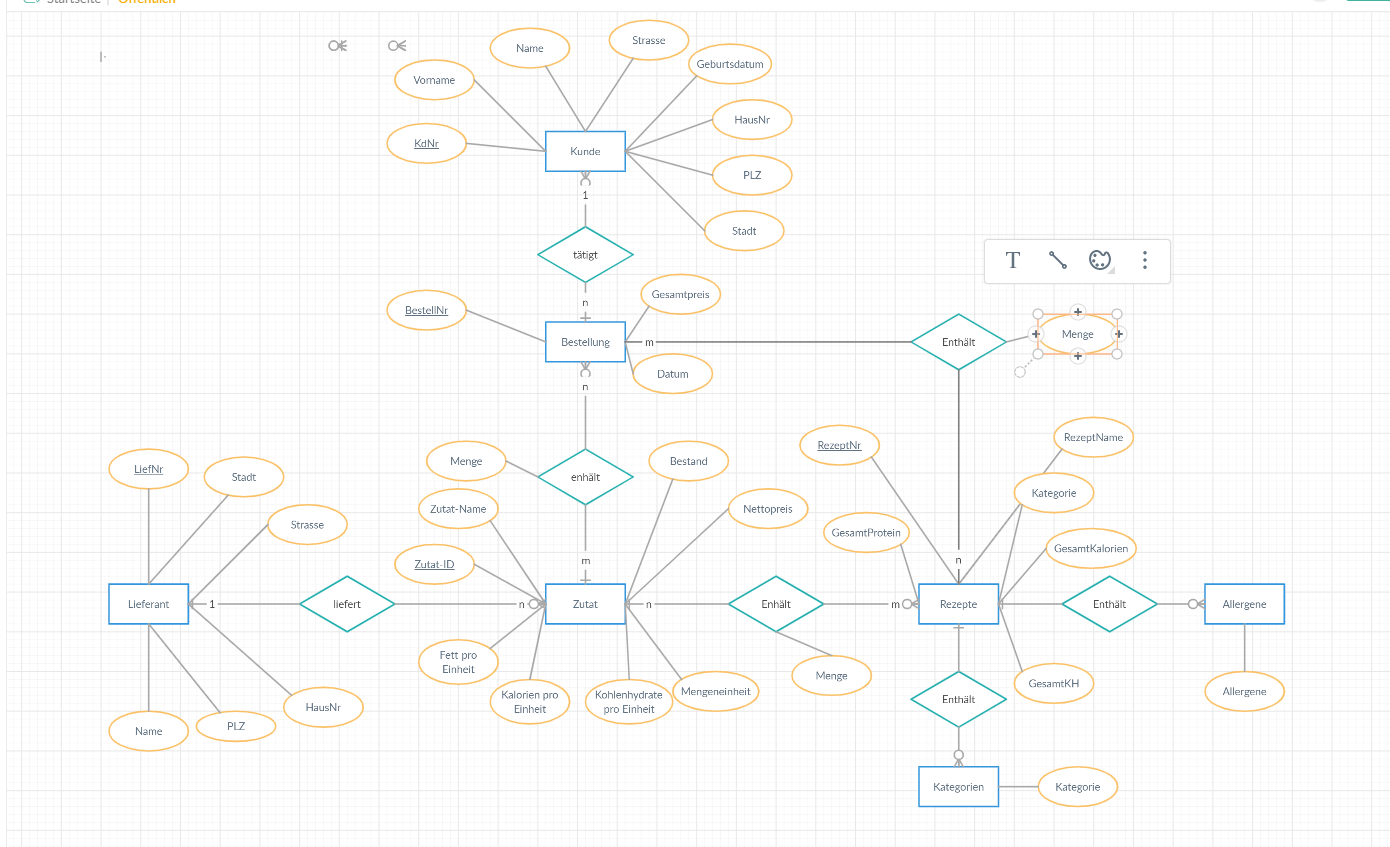 Startseite
Name
Strasse
Geburtsdatum
Vorname
HausNr
KdNr
Kunde
PLZ
1
Stadt
tätigt
T
n
Gesamtpreis
BestellNr
Bestellung
m
Enthält
Menge
Datum
n
RezeptName
RezeptNr
Menge
Bestand
LiefNr
Stadt
enhält
Kategorie
Zutat-Name
Nettopreis
Strasse
GesamtProtein
GesamtKalorien
Zutat-ID
m
n
Lieferant
1
liefert
n
Zutat
n
Enhält
m
Rezepte
Enthält
Allergene
Fett pro
Einheit
Menge
GesamtKH
Allergene
Kalorien pro
Einheit
Kohlenhydrate
pro Einheit
Mengeneinheit
HausNr
Name
PLZ
Enthält
Kategorien
Kategorie